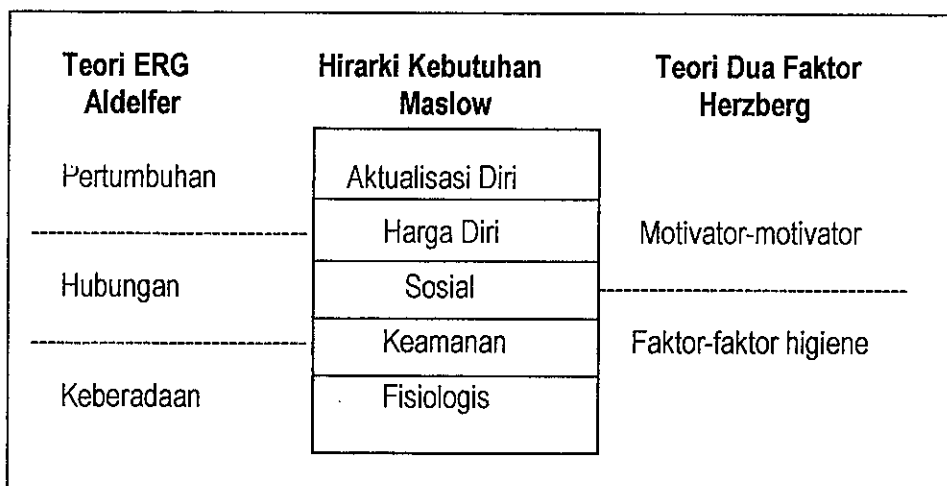 Teori ERG
Aldelfer
Hirarki Kebutuhan
Maslow
Teori Dua Faktor
Herzberg
Pertumbuhan
Hubungan
Keberadaan
Aktualisasi Diri
Harga Diri
Sosial
Keamanan
Fisiologis
Motivator-motivator
Faktor-faktor higiene